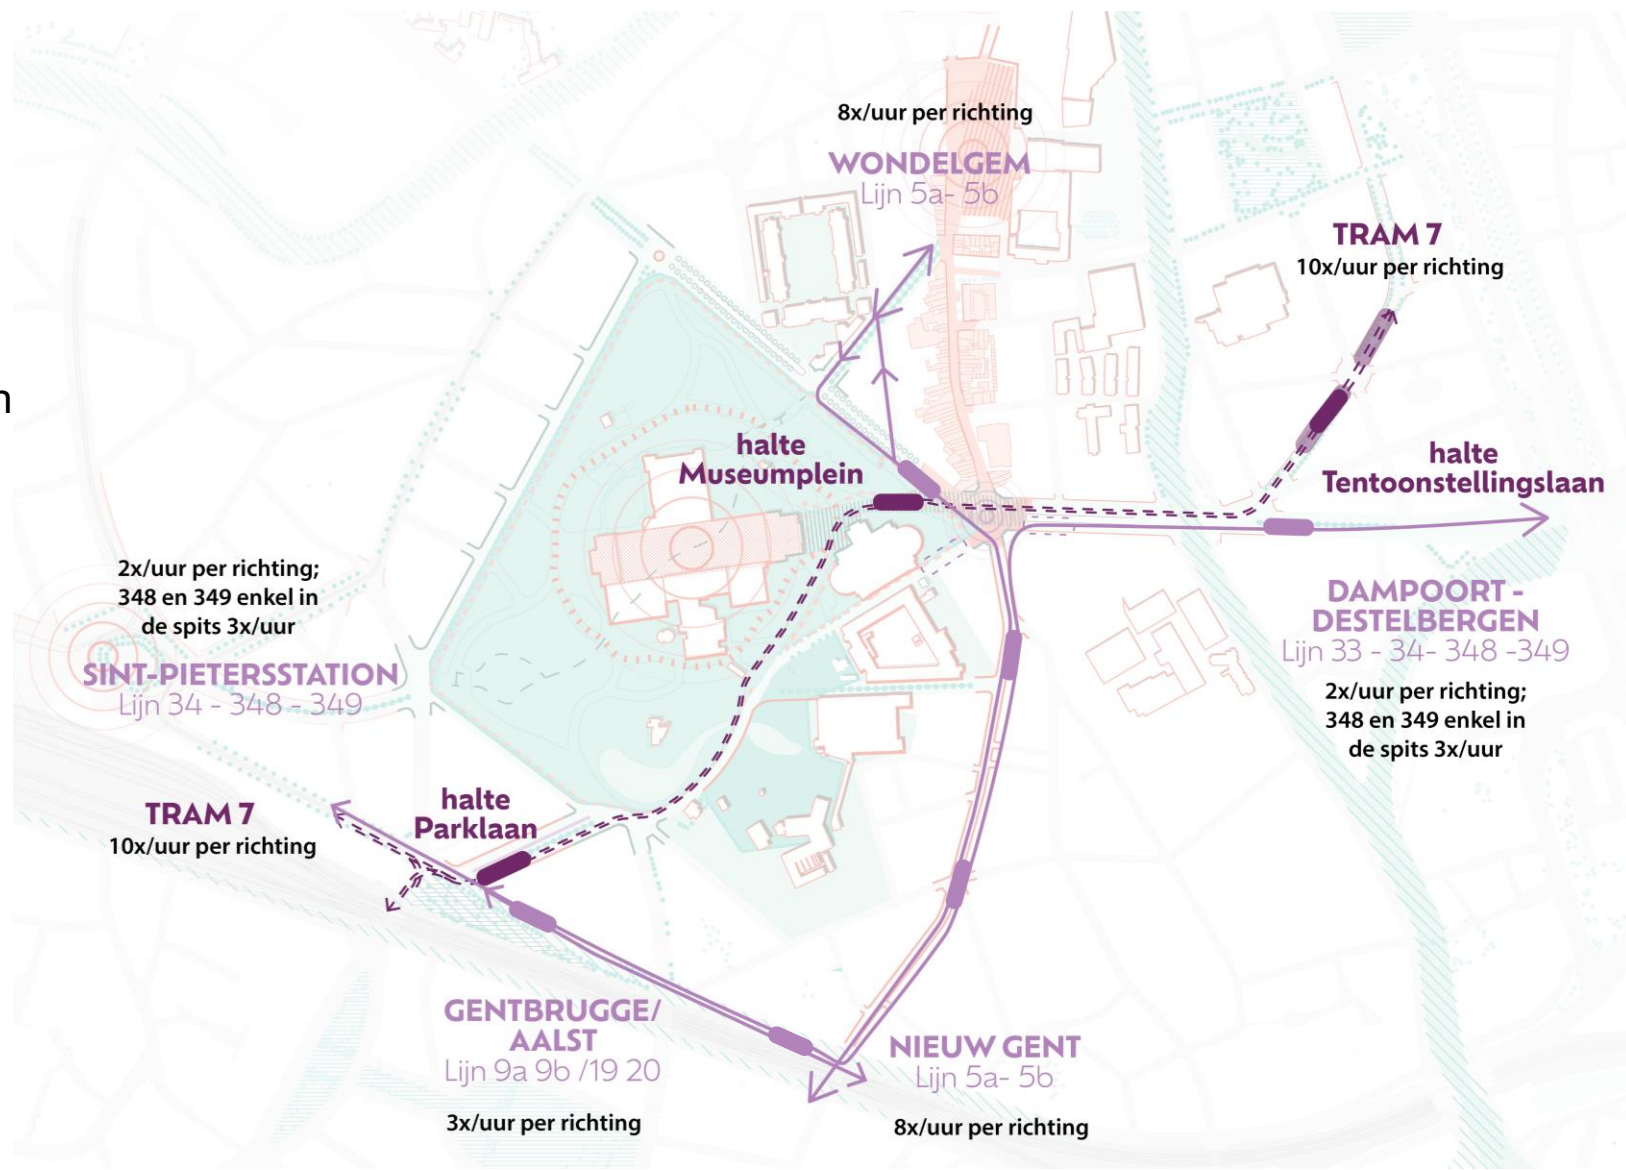 8x/uur per richting
WONDELGEM
Lijn 5a- 5b
TRAM 7
10x/uur per richting
n
halte
Museumplein
halte
Tentoonstellingslaan
2x/uur per richting;
348 en 349 enkel in
de spits 3x/uur
SINT-PIETERSSTATION
Lijn 34 - 348 - 349
DAMPOORT -
DESTELBERGEN
Lijn 33 - 34- 348 -349
2x/uur per richting;
348 en 349 enkel in
de spits 3x/uur
TRAM 7
10x/uur per richting
halte
Parklaan
GENTBRUGGE/
AALST
Lijn 9a 9b /19 20
3x/uur per richting
NIEUW GENT
Lijn 5a- 5b
8x/uur per richting